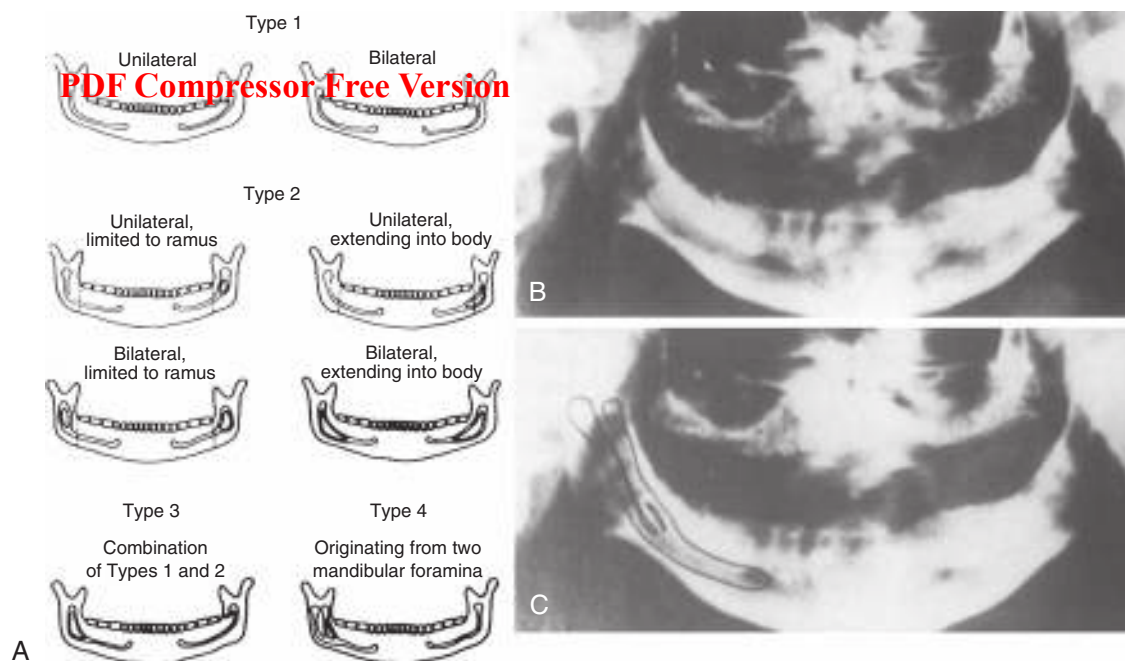 Type 1
Unilateral
Bilateral
PDF Compressor Free Version
Type 2
Unilateral,
limited to ramus
Unilateral,
extending into body
Bilateral,
limited to ramus
Bilateral,
extending into body
Type 3
Type 4
Combination
of Types 1 and 2
Originating from two
mandibular foramina
A
B
C